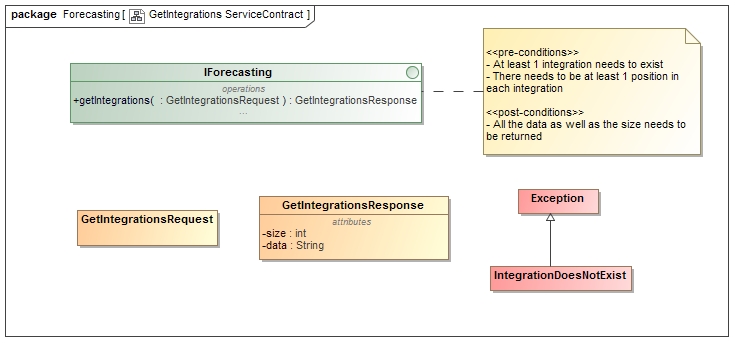 package Forecasting [ GetIntegrations ServiceContract ]
IForecasting
operations
+getIntegrations( : GetIntegrationsRequest ) : GetIntegrationsResponse
...
<<pre-conditions>>
- At least 1 integration needs to exist
- There needs to be at least 1 position in
each integration
<<post-conditions>>
- All the data as well as the size needs to
be returned
GetIntegrationsRequest
GetIntegrationsResponse
attributes
-size : int
-data : String
Exception
IntegrationDoesNotExist